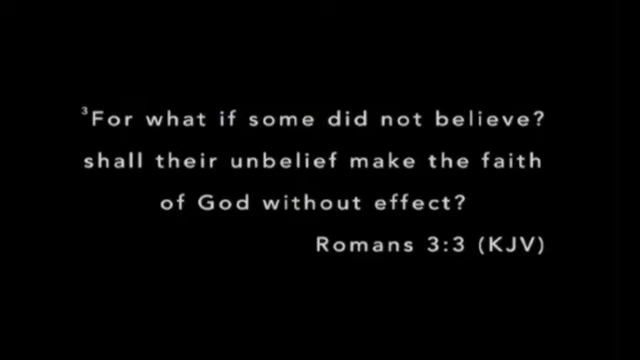 ³For what if some did not believe?
shall their unbelief make the faith
of God without effect?
Romans 3:3 (KJV)